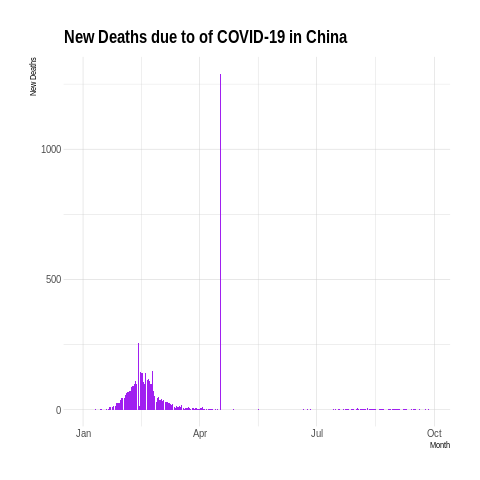 New Deaths due to of COVID-19 in China
New Deaths
1000
500
0
Jan Apr Jul Oct
Month